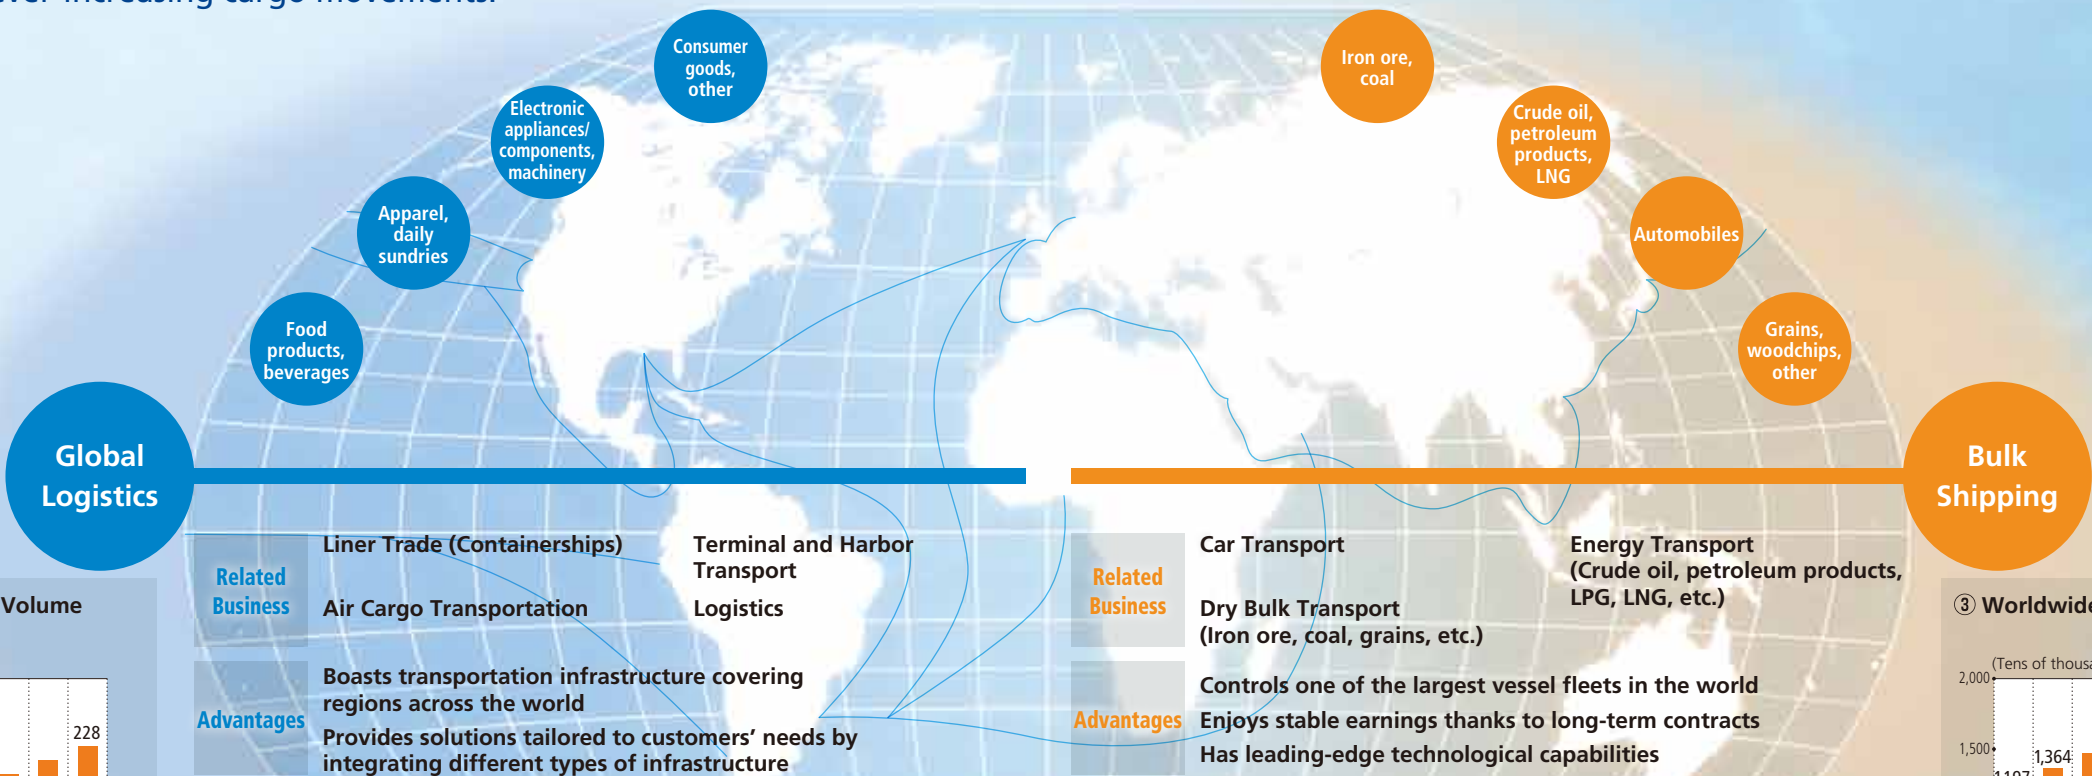 increasing cargo movements.
Consumer
goods,
other
Electronic
appliances/
components,
machinery
Apparel,
daily
sundries
Food
products,
beverages
Global
Logistics
Iron ore,
coal
Crude oil,
petroleum
products,
LNG
Automobiles
Grains,
woodchips,
other
Bulk
Shipping
Related
Business
Liner Trade (Containerships)
Terminal and Harbor
Transport
Air Cargo Transportation
Logistics
Advantages
Boasts transportation infrastructure covering
regions across the world
Provides solutions tailored to customers’ needs by
integrating different types of infrastructure
Related
Business
Car Transport
Energy Transport
(Crude oil, petroleum products,
LPG, LNG, etc.)
Dry Bulk Transport
(Iron ore, coal, grains, etc.)
Advantages
Controls one of the largest vessel fleets in the world
Enjoys stable earnings thanks to long-term contracts
Has leading-edge technological capabilities
Volume
228
③ Worldwide
(Tens of thousa
2,000
1,500
1,364